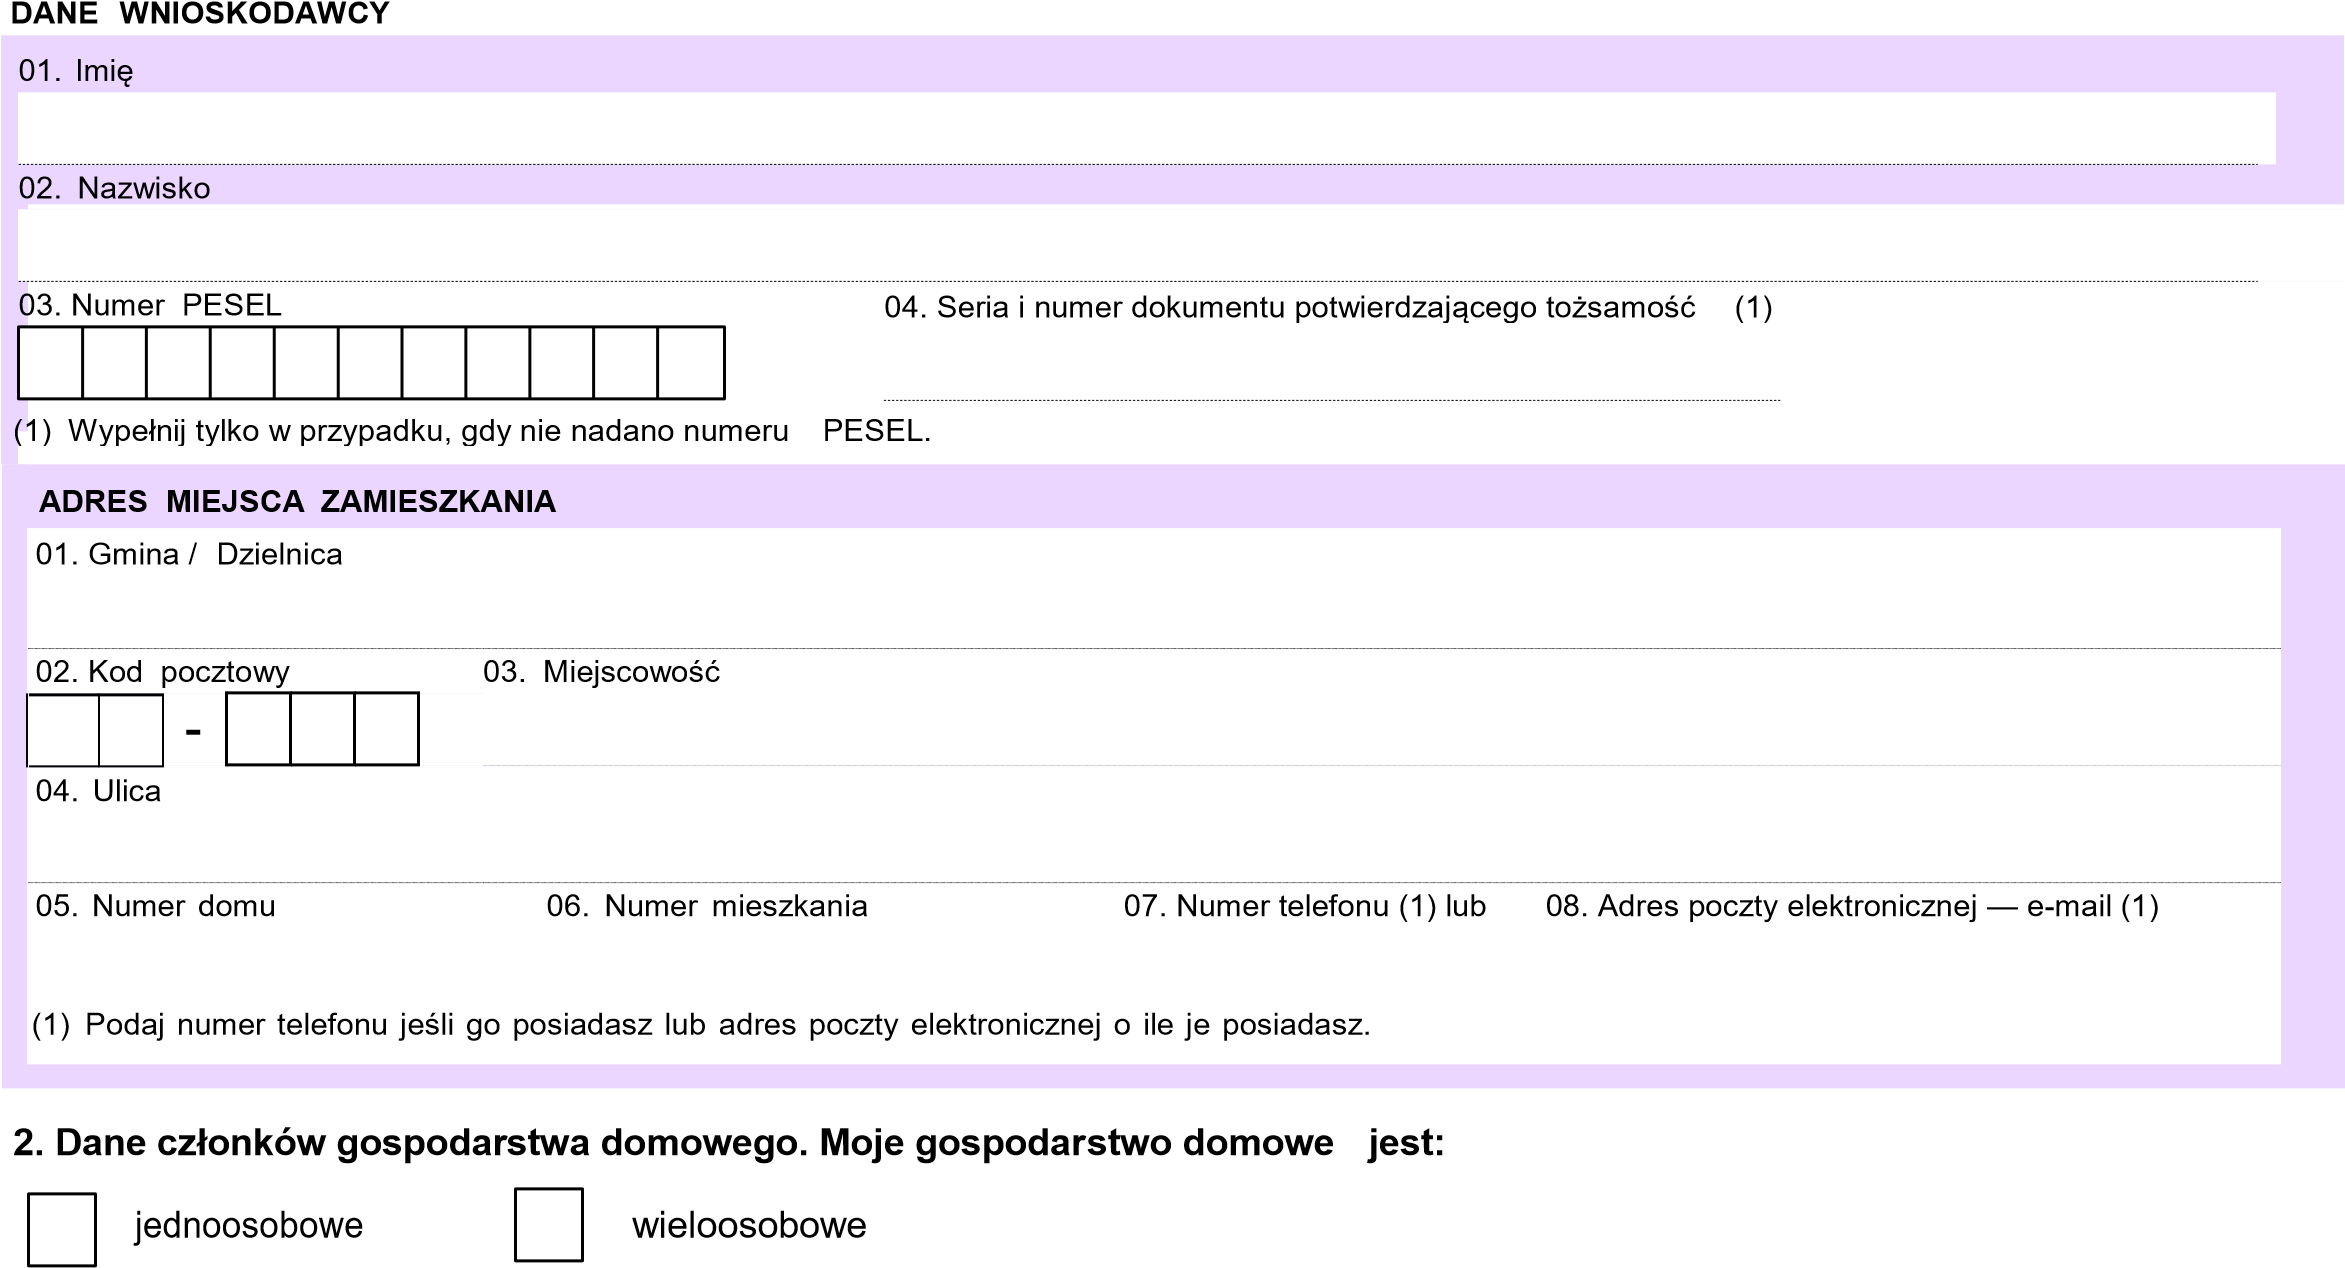 DANE WNIOSKODAWCY
01. Imię
02. Nazwisko
03. Numer PESEL
04. Seria i numer dokumentu potwierdzającego tożsamość (1)
(1) Wypełnij tylko w przypadku, gdy nie nadano numeru PESEL.
ADRES MIEJSCA ZAMIESZKANIA
01. Gmina / Dzielnica
02. Kod pocztowy
03. Miejscowość
-
04. Ulica
05. Numer domu
06. Numer mieszkania
07. Numer telefonu (1) lub
08. Adres poczty elektronicznej — e-mail (1)
(1) Podaj numer telefonu jeśli go posiadasz lub adres poczty elektronicznej o ile je posiadasz.
2. Dane członków gospodarstwa domowego. Moje gospodarstwo domowe jest:
jednoosobowe
wieloosobowe